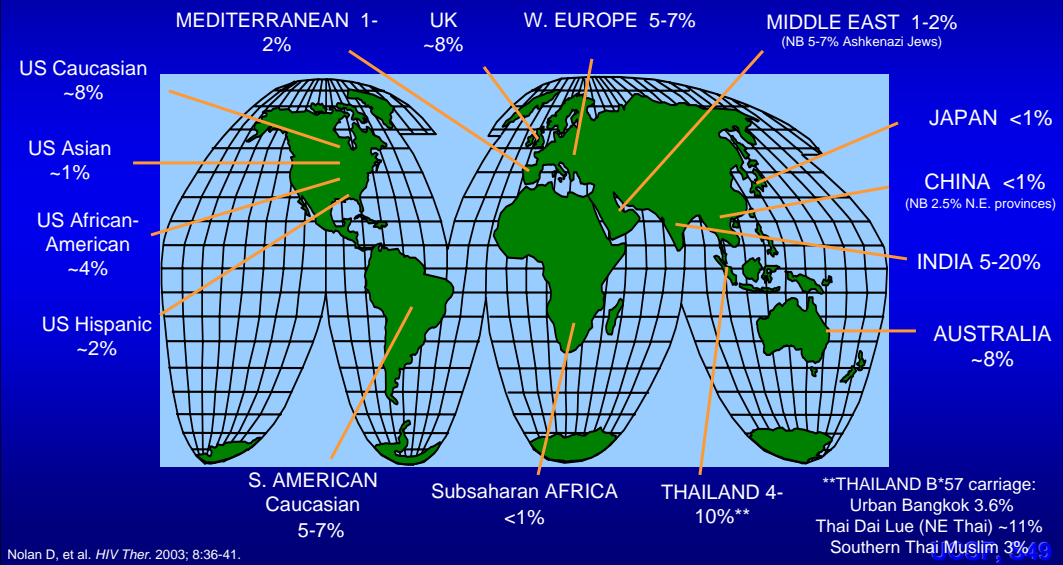 MEDITERRANEAN 1-
2%
UK
~8%
W. EUROPE 5-7%
MIDDLE EAST 1-2%
(NB 5-7% Ashkenazi Jews)
US Caucasian
~8%
JAPAN <1%
US Asian
~1%
CHINA <1%
(NB 2.5% N.E. provinces)
US African-
American
~4%
INDIA 5-20%
US Hispanic
~2%
AUSTRALIA
~8%
S. AMERICAN
Caucasian
5-7%
Subsaharan AFRICA
<1%
THAILAND 4-
10%**
**THAILAND B*57 carriage:
Urban Bangkok 3.6%
Thai Dai Lue (NE Thai) ~11%
Southern Thai Muslim 3%
Nolan D, et al. HIV Ther. 2003; 8:36-41.